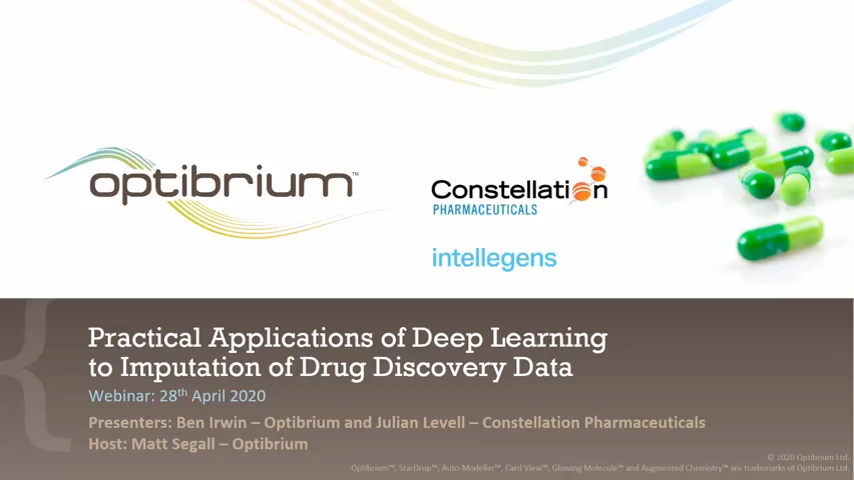 optibrium™
Constellation
PHARMACEUTICALS
intellegens
Practical Applications of Deep Learning
to Imputation of Drug Discovery Data
Webinar: 28th April 2020
Presenters: Ben Irwin – Optibrium and Julian Levell – Constellation Pharmaceuticals
Host: Matt Segall – Optibrium
© 2020 Optibrium Ltd.
Optibrium™, StarDrop™, Auto-Modeller™, Card View™, Glowing Molecule™ and Augmented Chemistry™ are trademarks of Optibrium Ltd.